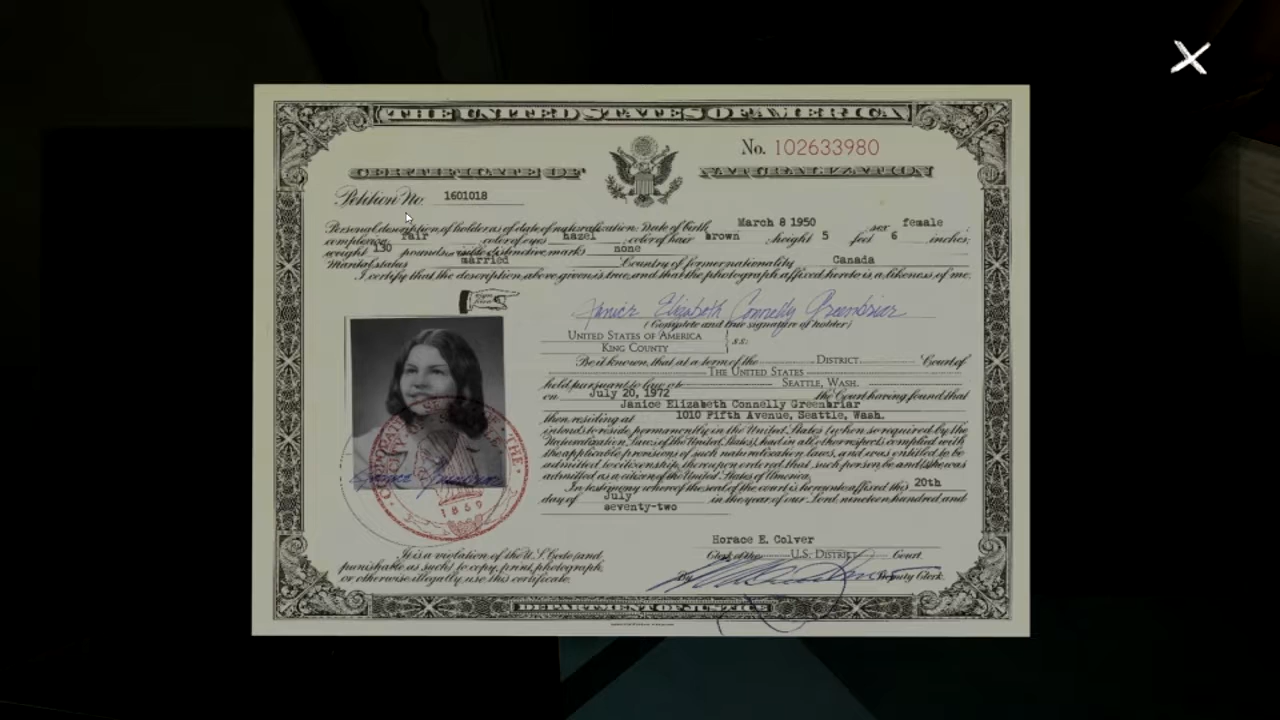 THE UNITED STATES OF AMERICA
No. 102633980
CERTIFICATE OF NATURALIZATION
Petition No. 1601018
Personal description of holder as of date of naturalization: Date of birth March 8 1950 sex female
complexion fair color of eyes hazel color of hair brown height 5 feet 6 inches;
weight 130 pounds; visible distinctive marks none
Marital status married Country of former nationality Canada
I certify that the description above given is true, and that the photograph affixed hereto is a likeness of me.
Janice Elizabeth Connelly Greenbrier
(Complete and true signature of holder)
UNITED STATES OF AMERICA
KING COUNTY
s.s:
Be it known, that at a term of the DISTRICT Court of
THE UNITED STATES
held pursuant to law at SEATTLE, WASH.
on July 20, 1972 the Court having found that
Janice Elizabeth Connelly Greenbriar
then residing at 1010 Fifth Avenue, Seattle, Wash.
intends to reside permanently in the United States (when so required by the
Naturalization Laws of the United States), had in all other respects complied with
the applicable provisions of such naturalization laws, and was entitled to be
admitted to citizenship, thereupon ordered that such person be and (s)he was
admitted as a citizen of the United States of America.
In testimony whereof the seal of the court is hereunto affixed this 20th
day of July in the year of our Lord nineteen hundred and
seventy-two
1869
Horace E. Colver
It is a violation of the U.S. Code (and
punishable as such) to copy, print, photograph,
or otherwise illegally use this certificate.
Clerk of the U.S. DISTRICT Court
By Deputy Clerk.
DEPARTMENT OF JUSTICE